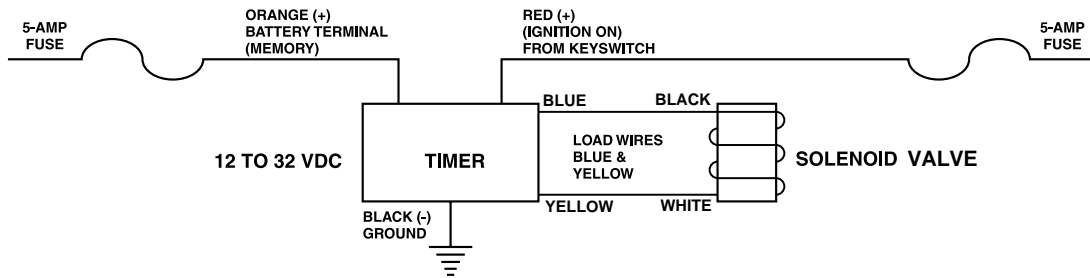 5-AMP
FUSE
ORANGE (+)
BATTERY TERMINAL
(MEMORY)
RED (+)
(IGNITION ON)
FROM KEYSWITCH
5-AMP
FUSE
BLUE
BLACK
12 TO 32 VDC
TIMER
LOAD WIRES
BLUE &
YELLOW
SOLENOID VALVE
BLACK (-)
GROUND
YELLOW
WHITE